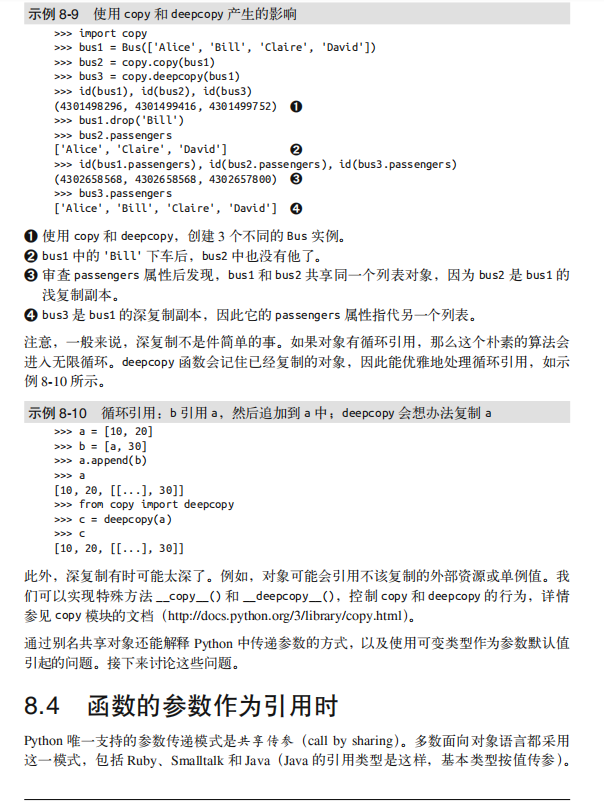 示例 8-9 使用 copy 和 deepcopy 产生的影响
>>> import copy
>>> bus1 = Bus(['Alice', 'Bill', 'Claire', 'David'])
>>> bus2 = copy.copy(bus1)
>>> bus3 = copy.deepcopy(bus1)
>>> id(bus1), id(bus2), id(bus3)
(4301498296, 4301499416, 4301499752) ❶
>>> bus1.drop('Bill')
>>> bus2.passengers
['Alice', 'Claire', 'David'] ❷
>>> id(bus1.passengers), id(bus2.passengers), id(bus3.passengers)
(4302658568, 4302658568, 4302657800) ❸
>>> bus3.passengers
['Alice', 'Bill', 'Claire', 'David'] ❹
❶ 使用 copy 和 deepcopy，创建 3 个不同的 Bus 实例。
❷ bus1 中的 'Bill' 下车后，bus2 中也没有他了。
❸ 审查 passengers 属性后发现，bus1 和 bus2 共享同一个列表对象，因为 bus2 是 bus1 的
浅复制副本。
❹ bus3 是 bus1 的深复制副本，因此它的 passengers 属性指代另一个列表。
注意，一般来说，深复制不是件简单的事。如果对象有循环引用，那么这个朴素的算法会
进入无限循环。deepcopy 函数会记住已经复制的对象，因此能优雅地处理循环引用，如示
例 8-10 所示。
示例 8-10 循环引用：b 引用 a，然后追加到 a 中；deepcopy 会想办法复制 a
>>> a = [10, 20]
>>> b = [a, 30]
>>> a.append(b)
>>> a
[10, 20, [[...], 30]]
>>> from copy import deepcopy
>>> c = deepcopy(a)
>>> c
[10, 20, [[...], 30]]
此外，深复制有时可能太深了。例如，对象可能会引用不该复制的外部资源或单例值。我
们可以实现特殊方法 __copy__() 和 __deepcopy__()，控制 copy 和 deepcopy 的行为，详情
参见 copy 模块的文档（http://docs.python.org/3/library/copy.html）。
通过别名共享对象还能解释 Python 中传递参数的方式，以及使用可变类型作为参数默认值
引起的问题。接下来讨论这些问题。
8.4 函数的参数作为引用时
Python 唯一支持的参数传递模式是共享传参（call by sharing）。多数面向对象语言都采用
这一模式，包括 Ruby、Smalltalk 和 Java（Java 的引用类型是这样，基本类型按值传参）。